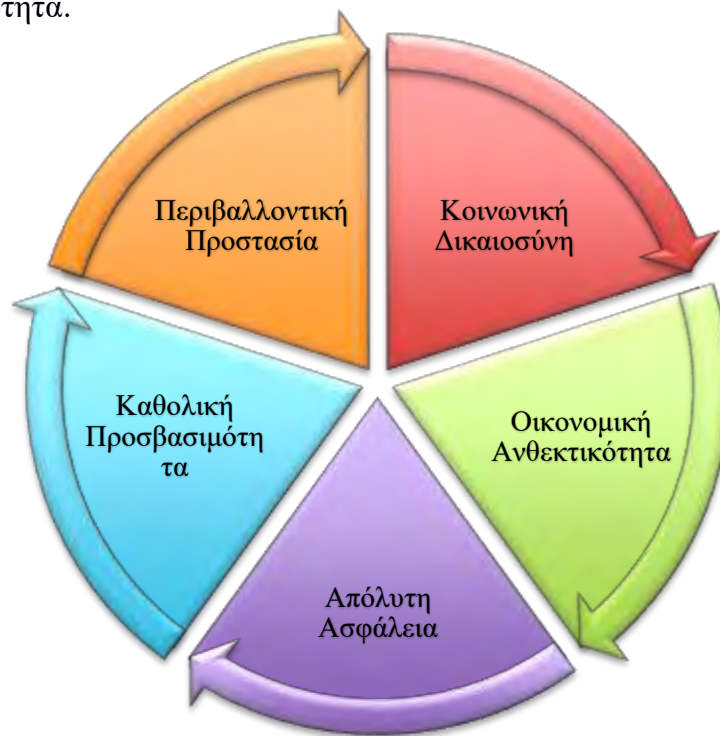 τητα.
Περιβαλλοντική
Προστασία
Κοινωνική
Δικαιοσύνη
Καθολική
Προσβασιμότη
τα
Οικονομική
Ανθεκτικότητα
Απόλυτη
Ασφάλεια